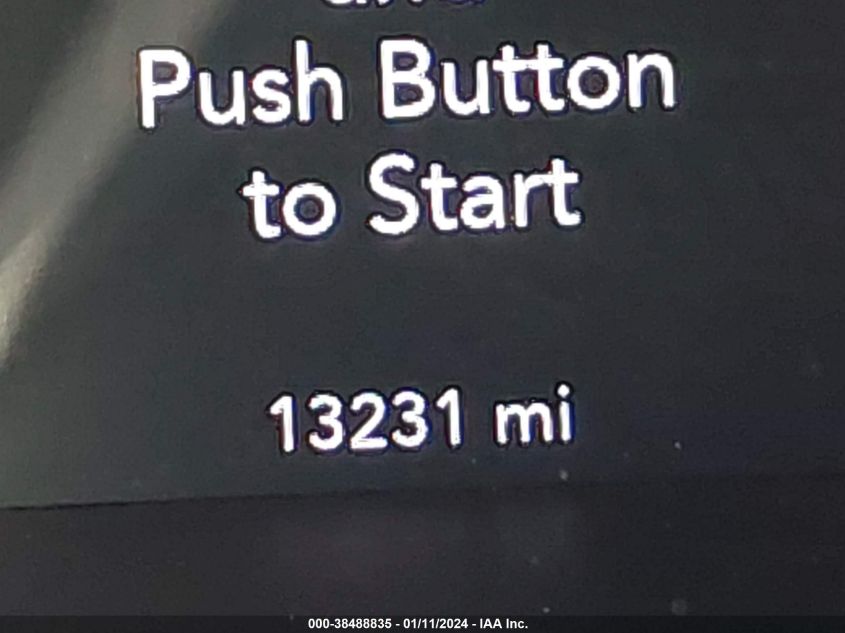 Push Button
to Start
13231 mi
000-38488835 - 01/11/2024 - IAA Inc.